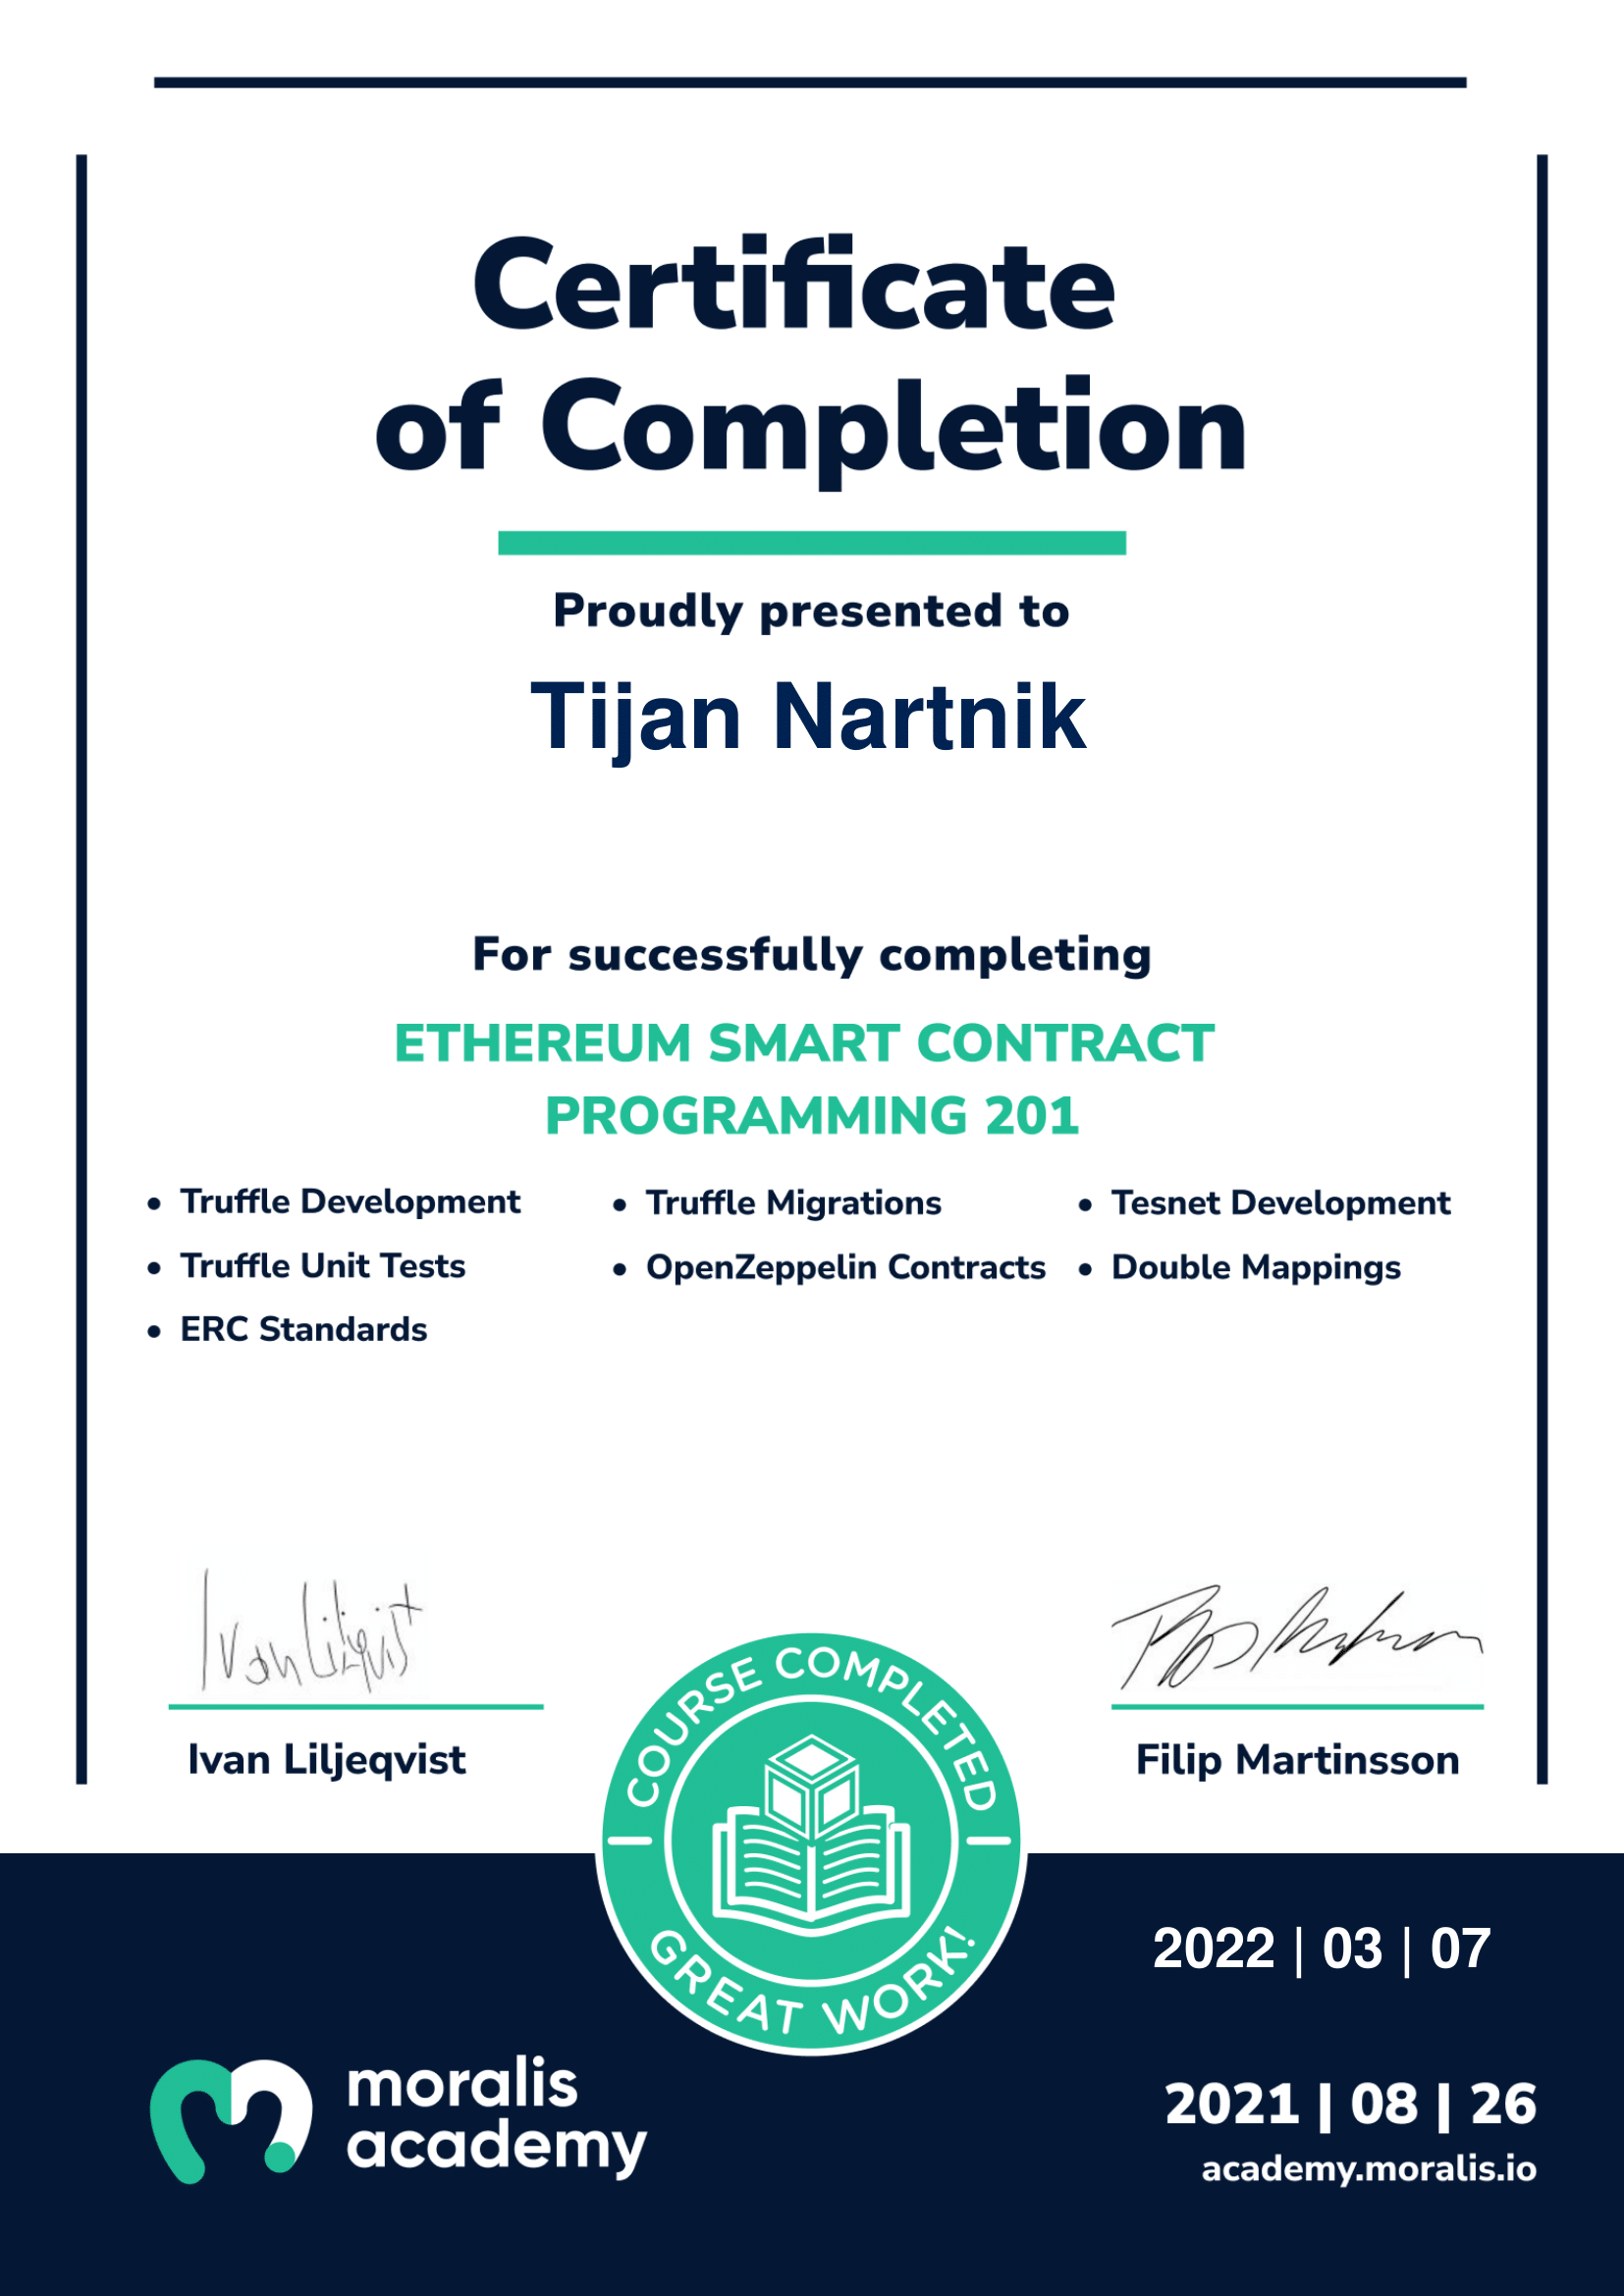 Certificate
of Completion
Proudly presented to
Tijan Nartnik
For successfully completing
ETHEREUM SMART CONTRACT
PROGRAMMING 201
• Truffle Development
• Truffle Unit Tests
• ERC Standards
• Truffle Migrations
• OpenZeppelin Contracts
• Tesnet Development
• Double Mappings
Ivan Liljeqvist
Ivan Liljeqvist
Filip Martinsson
COURSE COMPLETED
GREAT WORK!
2022 | 03 | 07
moralis
academy
2021 | 08 | 26
academy.moralis.io